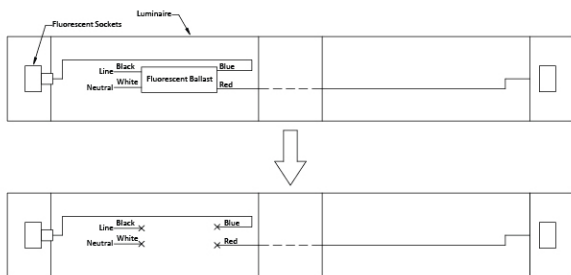 Luminaire
Fluorescent Sockets
Black
Blue
Line
Fluorescent Ballast
White
Neutral
Red
Black
Blue
Line
White
Neutral
Red